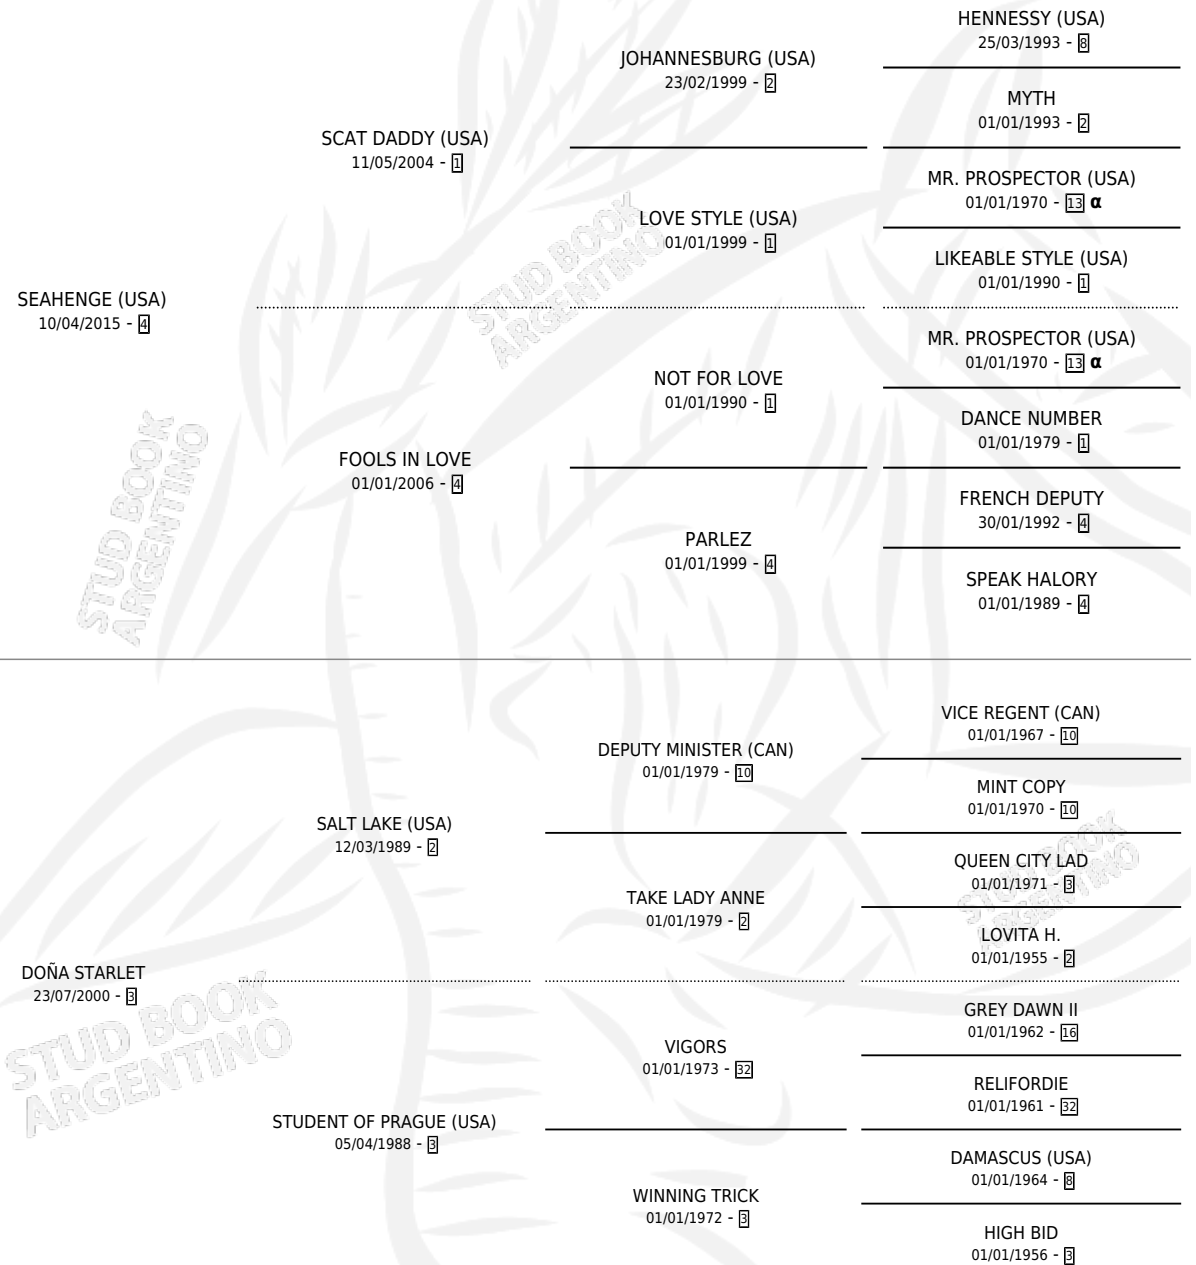 HENNESSY (USA)
25/03/1993 - 8
JOHANNESBURG (USA)
23/02/1999 - 2
MYTH
01/01/1993 - 2
SCAT DADDY (USA)
11/05/2004 - 1
MR. PROSPECTOR (USA)
01/01/1970 - 13 α
LOVE STYLE (USA)
01/01/1999 - 1
LIKEABLE STYLE (USA)
01/01/1990 - 1
SEAHENGE (USA)
10/04/2015 - 4
MR. PROSPECTOR (USA)
01/01/1970 - 13 α
NOT FOR LOVE
01/01/1990 - 1
DANCE NUMBER
01/01/1979 - 1
FOOLS IN LOVE
01/01/2006 - 4
FRENCH DEPUTY
30/01/1992 - 4
PARLEZ
01/01/1999 - 4
SPEAK HALORY
01/01/1989 - 4
VICE REGENT (CAN)
01/01/1967 - 10
DEPUTY MINISTER (CAN)
01/01/1979 - 10
MINT COPY
01/01/1970 - 10
SALT LAKE (USA)
12/03/1989 - 2
QUEEN CITY LAD
01/01/1971 - 3
TAKE LADY ANNE
01/01/1979 - 2
LOVITA H.
01/01/1955 - 2
DOÑA STARLET
23/07/2000 - 3
GREY DAWN II
01/01/1962 - 16
VIGORS
01/01/1973 - 32
RELIFORDIE
01/01/1961 - 32
STUDENT OF PRAGUE (USA)
05/04/1988 - 3
DAMASCUS (USA)
01/01/1964 - 8
WINNING TRICK
01/01/1972 - 3
HIGH BID
01/01/1956 - 3
STUD BOOK
ARGENTINO
STUD BOOK
ARGENTINO
STUD BOOK
ARGENTINO
STUD BOOK
ARGENTINO